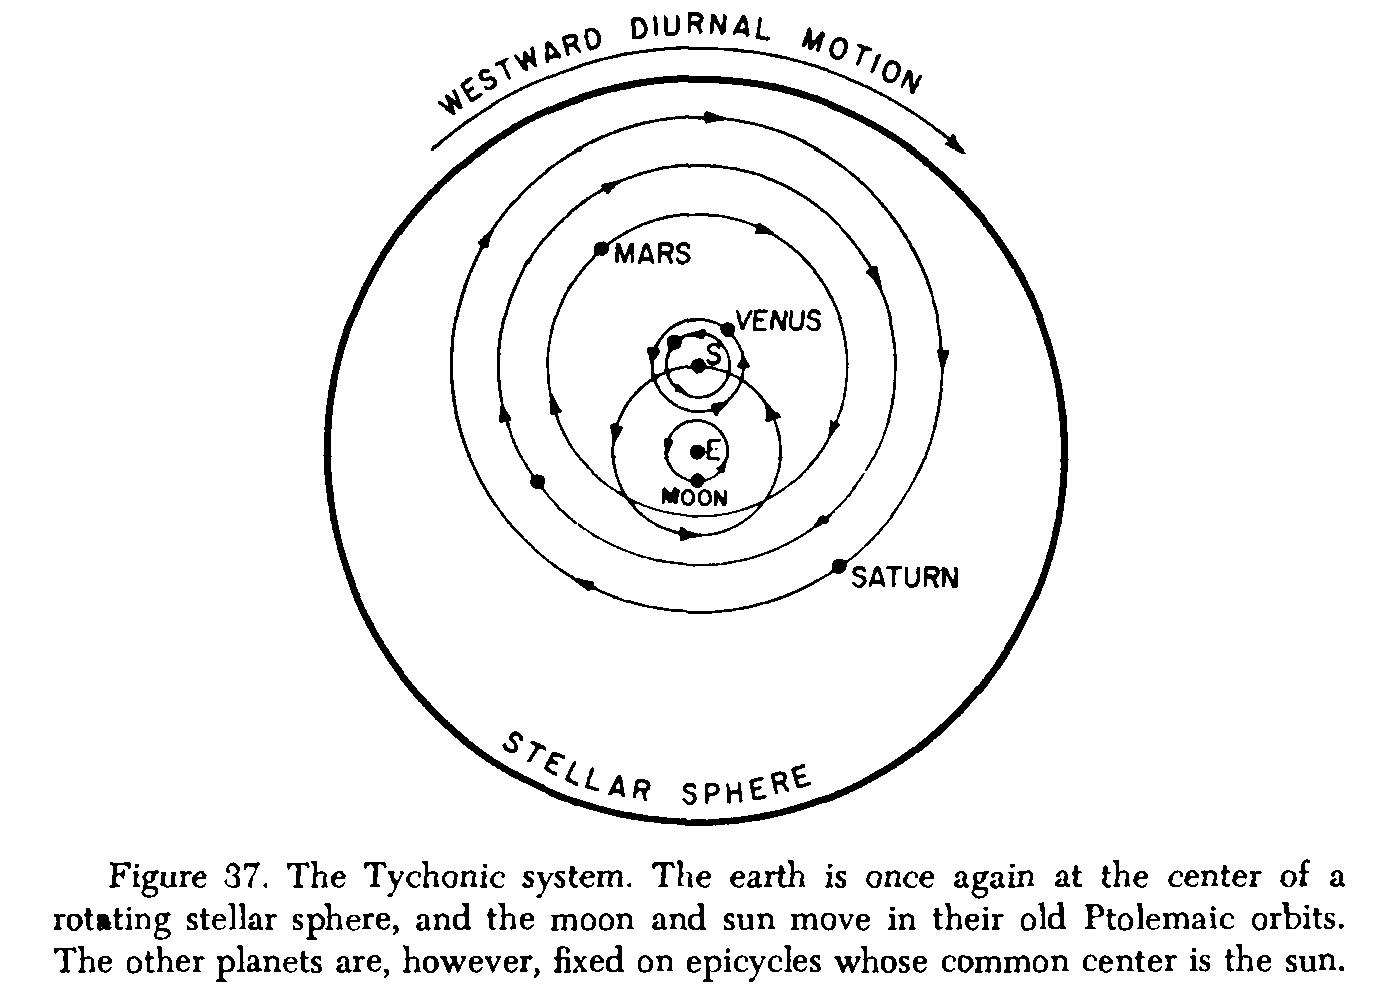 WESTWARD DIURNAL MOTION
MARS
VENUS
S
E
MOON
SATURN
STELLAR SPHERE
Figure 37. The Tychonic system. The earth is once again at the center of a
rotating stellar sphere, and the moon and sun move in their old Ptolemaic orbits.
The other planets are, however, fixed on epicycles whose common center is the sun.